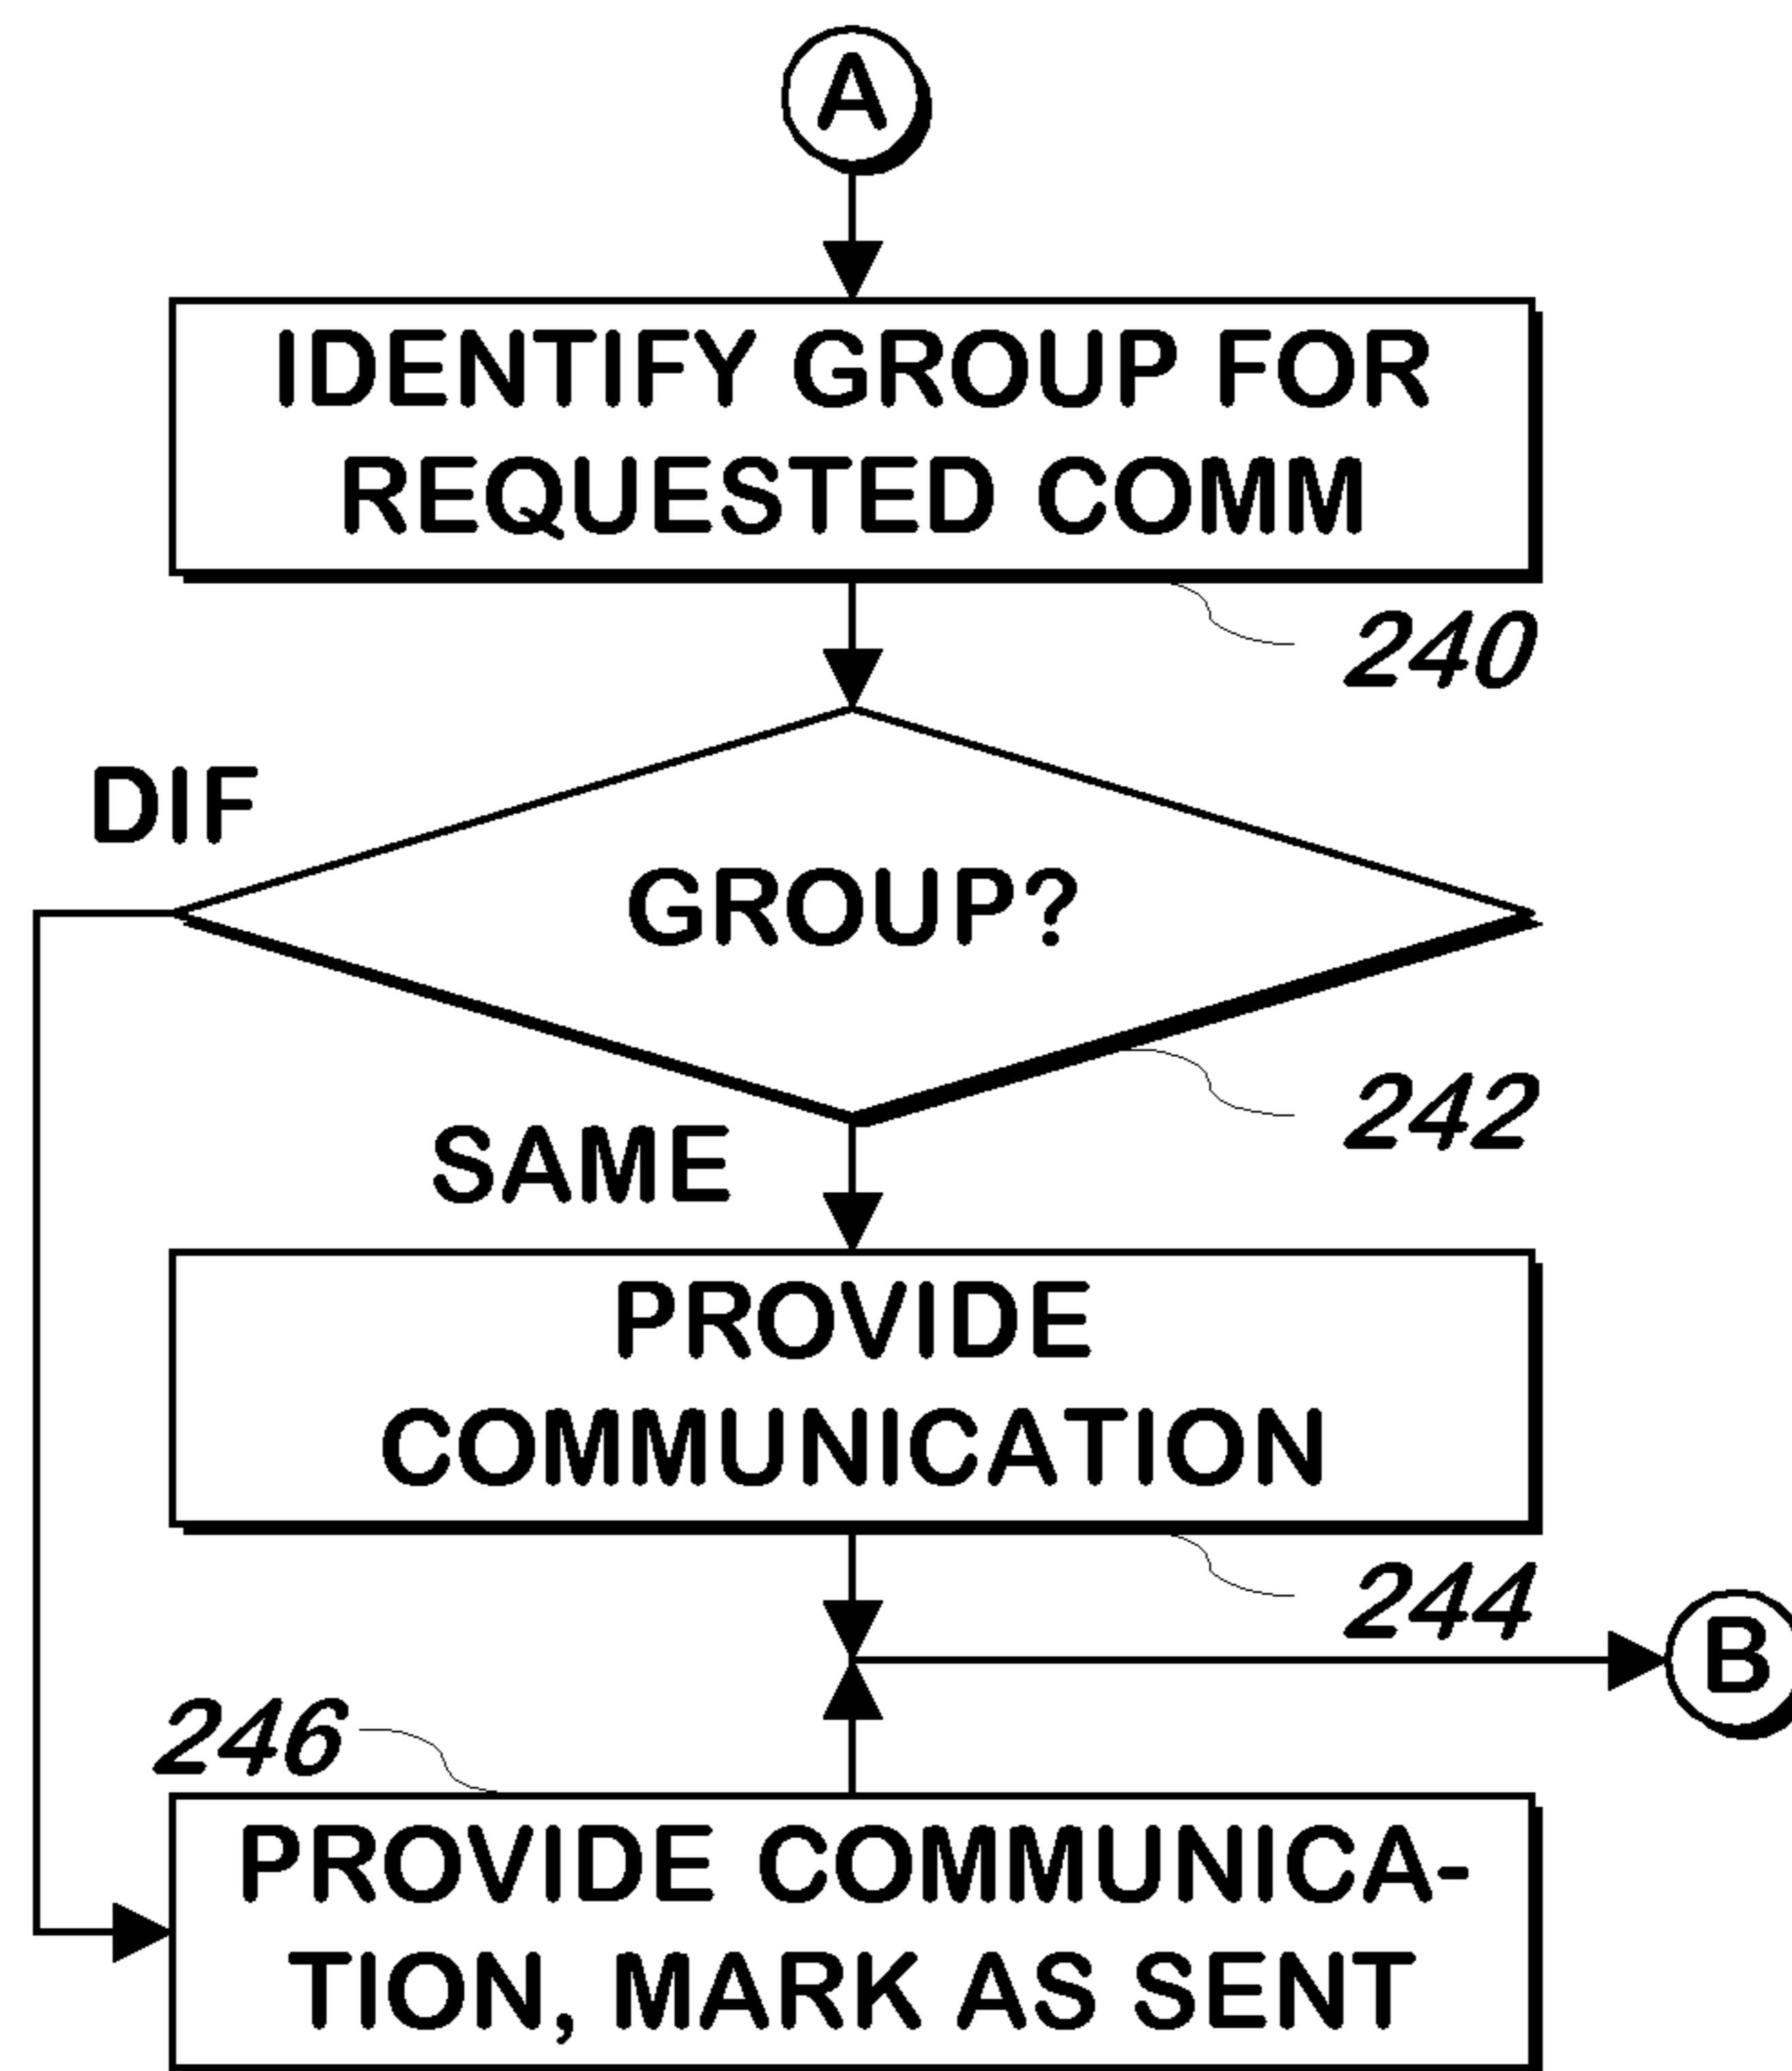 A
IDENTIFY GROUP FOR
REQUESTED COMM
240
DIF
GROUP?
242
SAME
PROVIDE
COMMUNICATION
244
B
246
PROVIDE COMMUNICA-
TION, MARK AS SENT